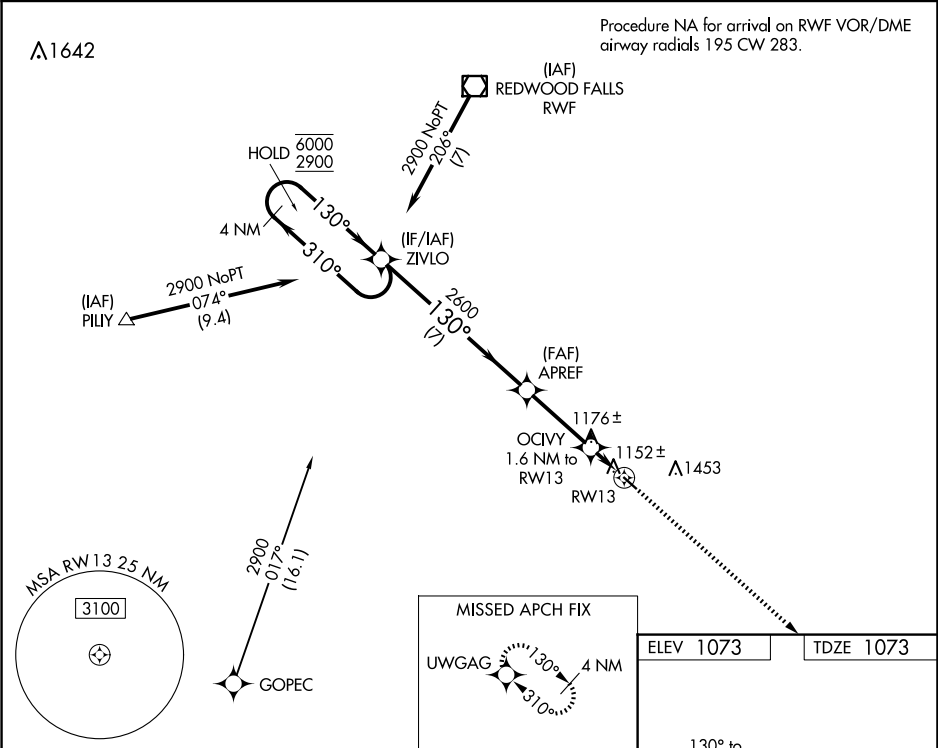 Procedure NA for arrival on RWF VOR/DME
airway radials 195 CW 283.
1642
(IAF)
REDWOOD FALLS
RWF
2900 NoPT
206°
(7)
HOLD
6000
2900
4 NM
130°
310°
(IF/IAF)
ZIVLO
2900 NoPT
074°
(9.4)
(IAF)
PILIY
2600
130°
(7)
(FAF)
APREF
1176±
OCIVY
1.6 NM to
RW13
1152±
1453
RW13
2900
017°
(16.1)
GOPEC
MSA RW13 25 NM
3100
MISSED APCH FIX
UWGAG
130°
310°
4 NM
ELEV 1073
TDZE 1073
130° to